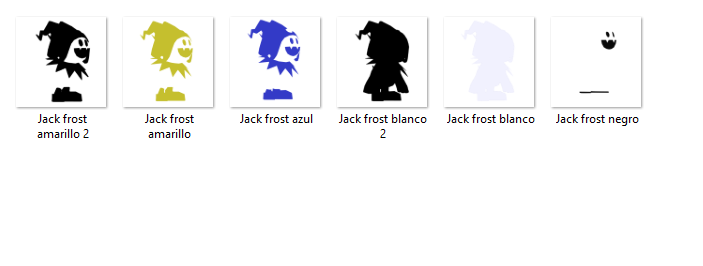 Jack frost amarillo 2
Jack frost amarillo
Jack frost azul
Jack frost blanco 2
Jack frost blanco
Jack frost negro